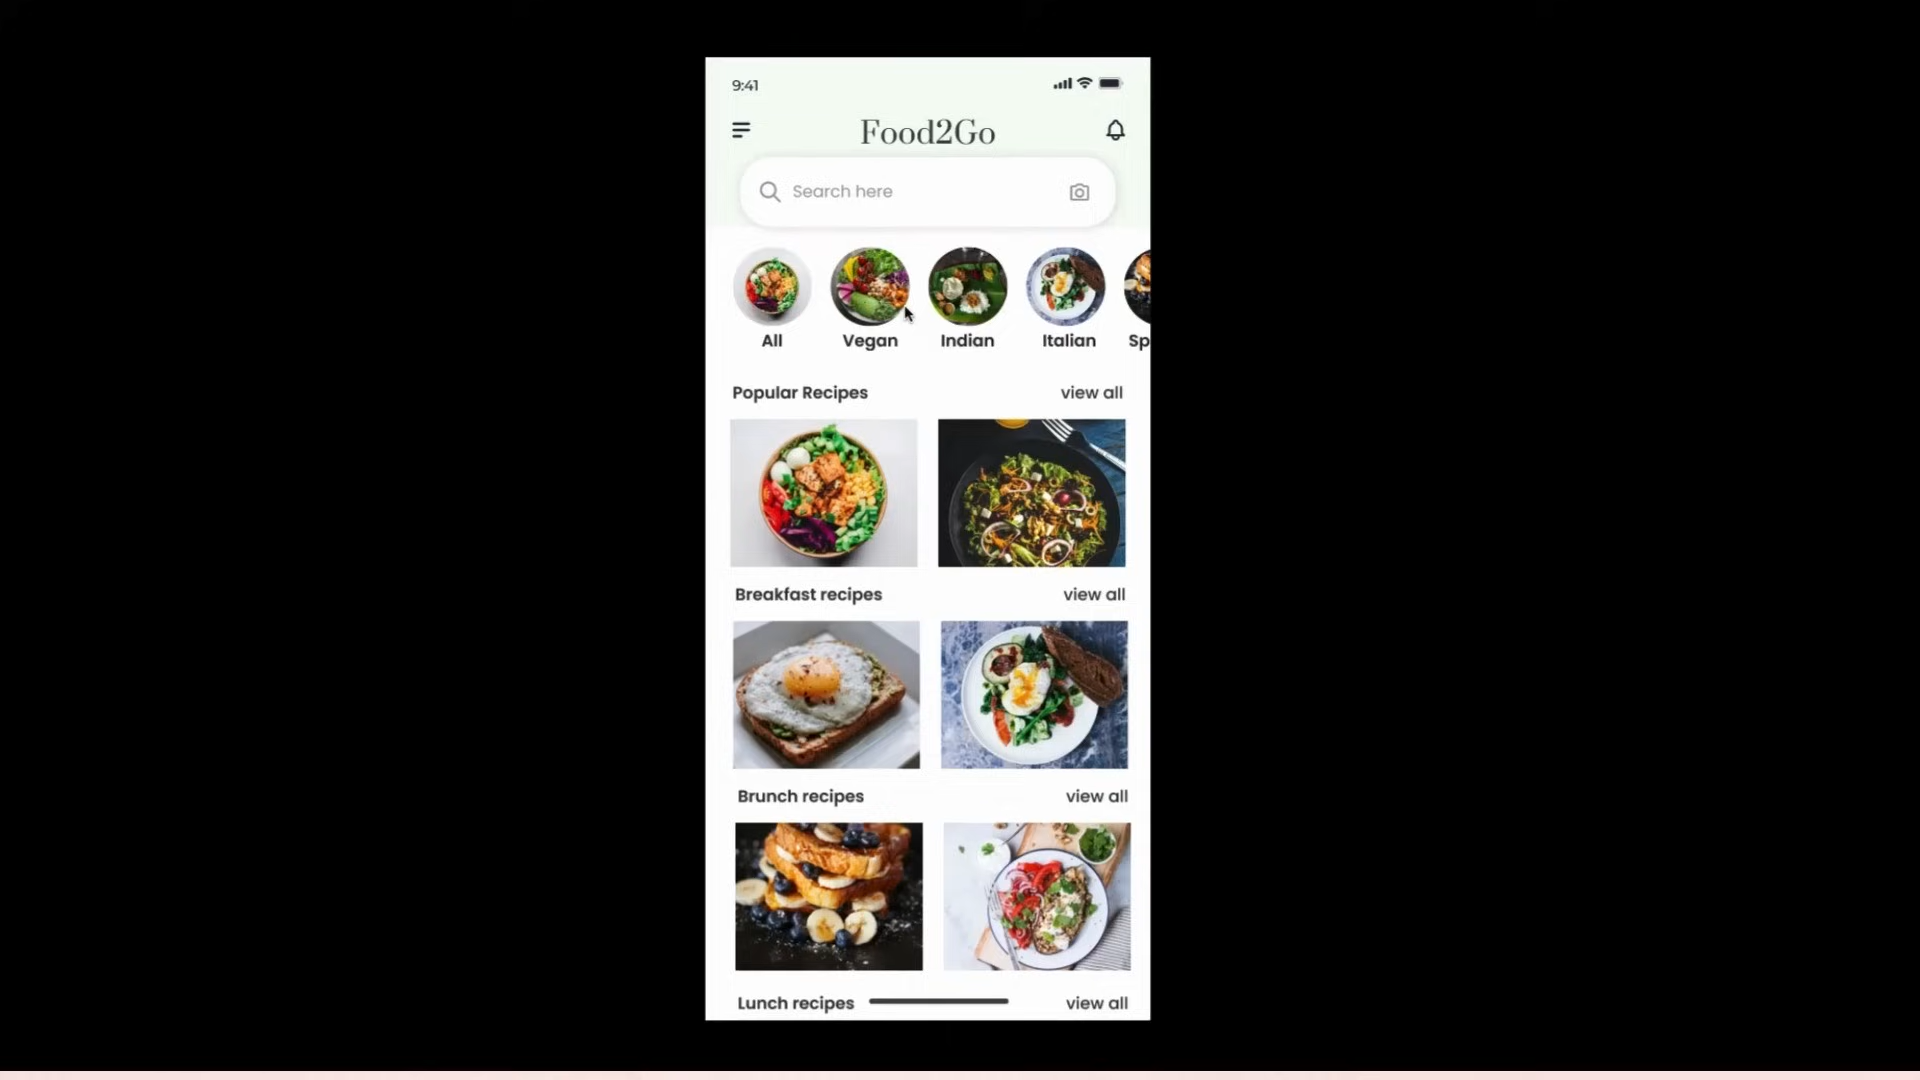 9:41
Food2Go
Search here
All
Vegan
Indian
Italian
Sp
Popular Recipes
view all
Breakfast recipes
view all
Brunch recipes
view all
Lunch recipes
view all